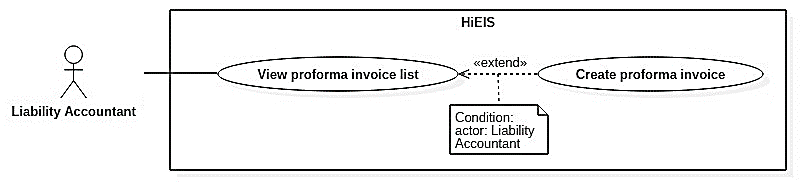 HiEIS
Liability Accountant
View proforma invoice list
«extend»
Create proforma invoice
Condition:
actor: Liability
Accountant